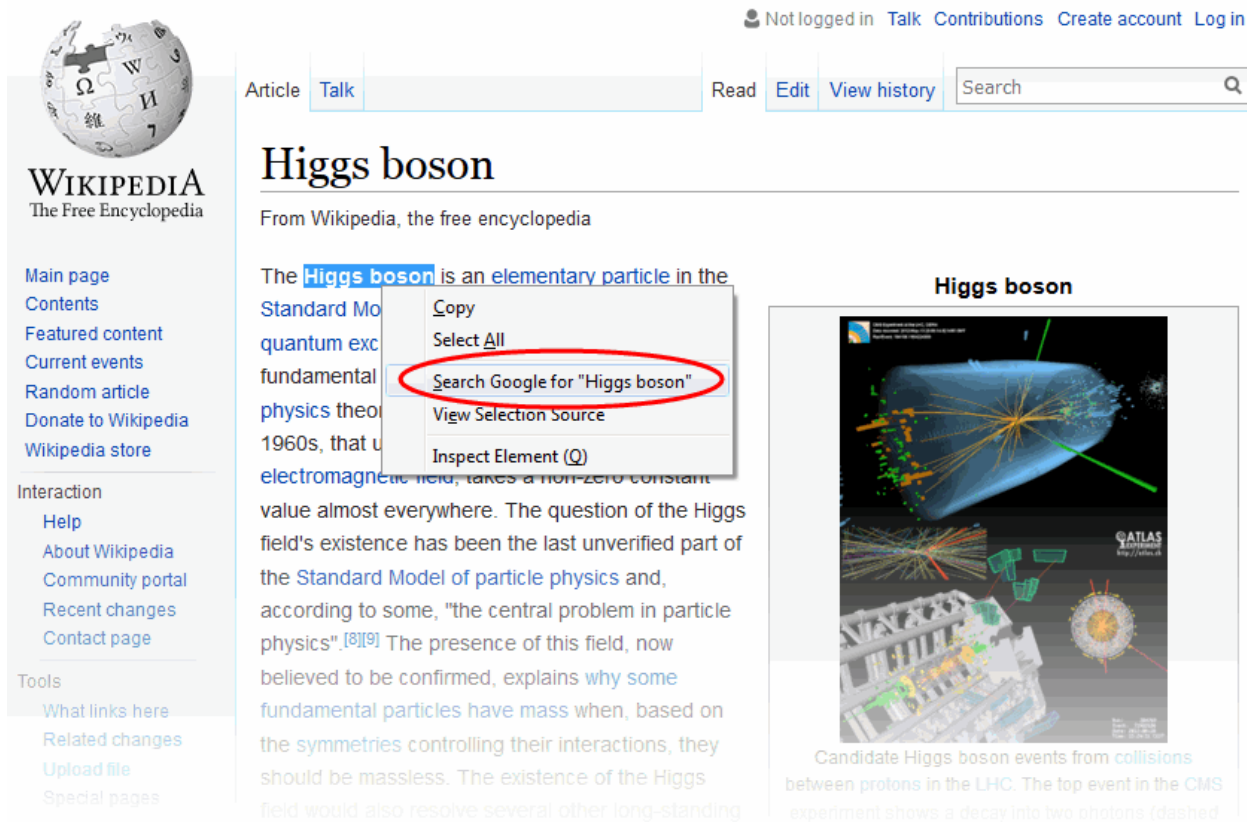 Not logged in Talk Contributions Create account Log in
Article Talk
Read Edit View history Search
WIKIPEDIA
The Free Encyclopedia
Main page
Contents
Featured content
Current events
Random article
Donate to Wikipedia
Wikipedia store
Interaction
Help
About Wikipedia
Community portal
Recent changes
Contact page
Tools
What links here
Related changes
Upload file
Special pages
Higgs boson
From Wikipedia, the free encyclopedia
The Higgs boson is an elementary particle in the
Standard Mo
quantum exc
fundamental
physics theor
1960s, that u
electromagnetic field, takes a non-zero constant
value almost everywhere. The question of the Higgs
field's existence has been the last unverified part of
the Standard Model of particle physics and,
according to some, "the central problem in particle
physics".[8][9] The presence of this field, now
believed to be confirmed, explains why some
fundamental particles have mass when, based on
the symmetries controlling their interactions, they
should be massless. The existence of the Higgs
field would also resolve several other long-standing
Copy
Select All
Search Google for "Higgs boson"
View Selection Source
Inspect Element (Q)
Higgs boson
ATLAS
EXPERIMENT
http://atlas.ch
Candidate Higgs boson events from collisions
between protons in the LHC. The top event in the CMS
experiment shows a decay into two photons (dashed